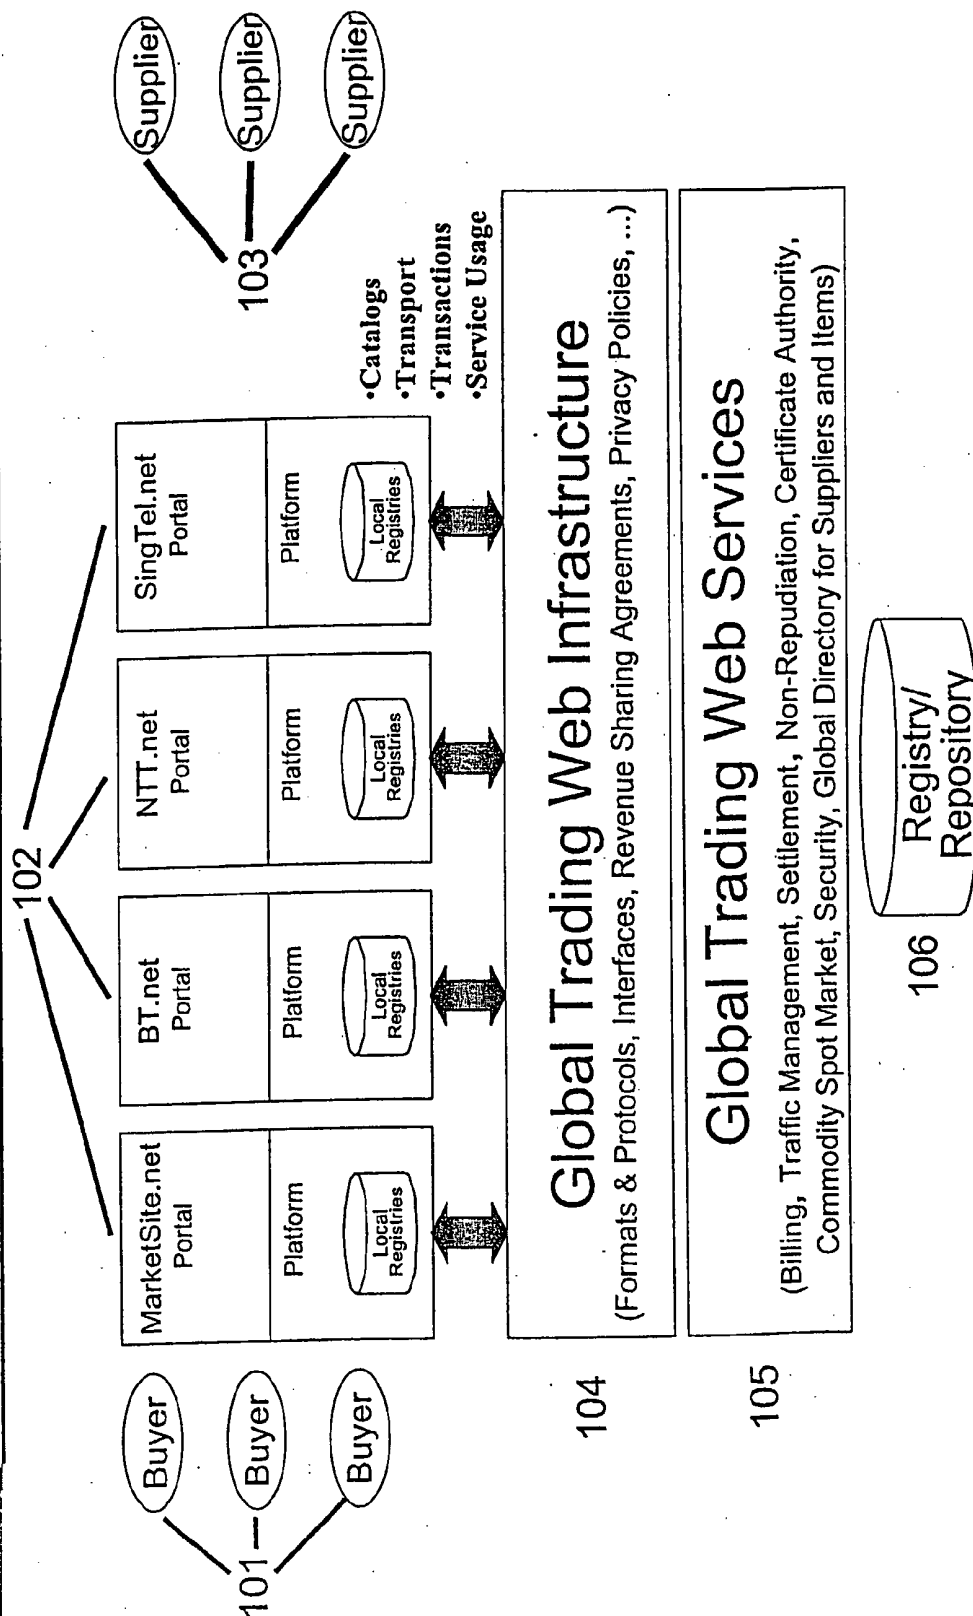 102
101
Buyer
Buyer
Buyer
MarketSite.net
Portal
Platform
Local
Registries
BT.net
Portal
Platform
Local
Registries
NTT.net
Portal
Platform
Local
Registries
SingTel.net
Portal
Platform
Local
Registries
103
Supplier
Supplier
Supplier
•Catalogs
•Transport
•Transactions
•Service Usage
104
Global Trading Web Infrastructure
(Formats & Protocols, Interfaces, Revenue Sharing Agreements, Privacy Policies, ...)
105
Global Trading Web Services
(Billing, Traffic Management, Settlement, Non-Repudiation, Certificate Authority,
Commodity Spot Market, Security, Global Directory for Suppliers and Items)
106
Registry/
Repository